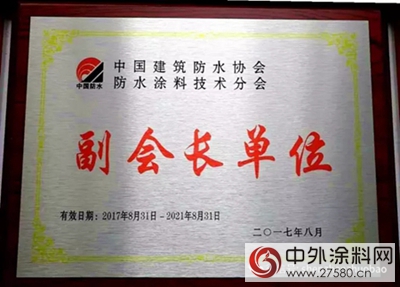 中国建筑防水协会
防水涂料技术分会
中国防水
副会长单位
有效日期：2017年8月31日－2021年8月31日
二〇一七年八月
中外涂料网
www.27580.cn